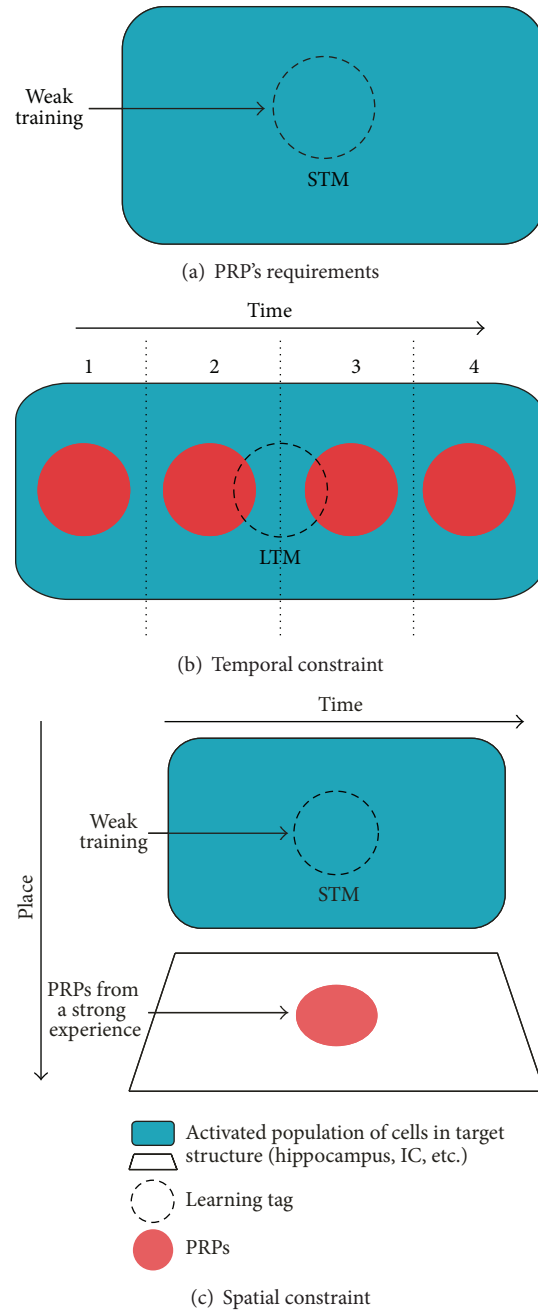 Weak
training
STM
(a) PRP's requirements
Time
1 2 3 4
LTM
(b) Temporal constraint
Time
Place
Weak
training
STM
PRPs from
a strong
experience
Activated population of cells in target
structure (hippocampus, IC, etc.)
Learning tag
PRPs
(c) Spatial constraint